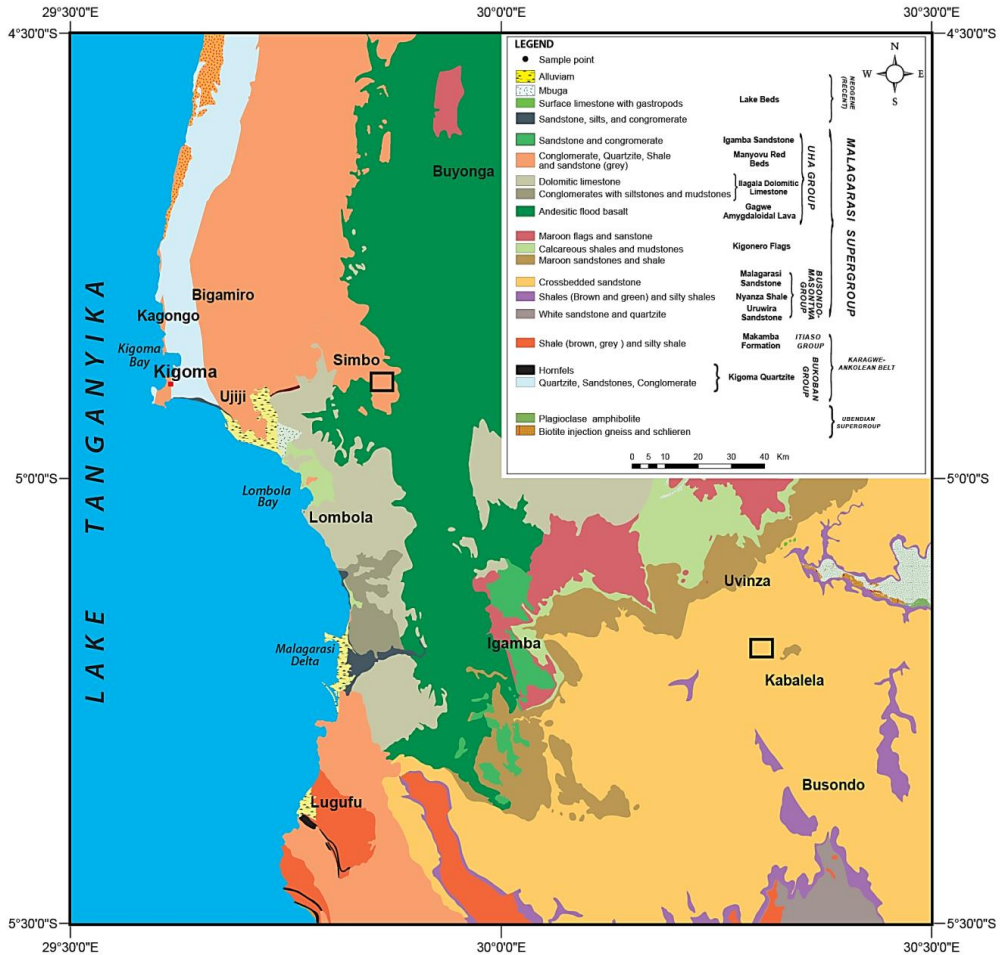 29°30'0"E
30°00'0"E
30°30'0"E
4°30'0"S
4°30'0"S
LEGEND
N
W
E
S
Sample point
Alluviam
Mbuga
Surface limestone with gastropods
Lake Beds
NEOGENE
(RECENT)
Sandstone, silts, and congromerate
Sandstone and congromerate
Igamba Sandstone
Conglomerate, Quartzite, Shale
and sandstone (grey)
Manyovu Red
Beds
Dolomitic limestone
Conglomerates with siltstones and mudstones
Ilagala Dolomitic
Limestone
Andesitic flood basalt
Gagwe
Amygdaloidal Lava
UHA GROUP
MALAGARASI SUPERGROUP
Maroon flags and sanstone
Calcareous shales and mudstones
Kigonero Flags
Maroon sandstones and shale
Crossbedded sandstone
Malagarasi
Sandstone
Shales (Brown and green) and silty shales
Nyanza Shale
White sandstone and quartzite
Uruwira
Sandstone
BUSONDO-
MASONTWA
GROUP
Shale (brown, grey ) and silty shale
Makamba
Formation
ITIASO
GROUP
Hornfels
Quartzite, Sandstones, Conglomerate
Kigoma Quartzite
BUKOBAN
GROUP
KARAGWE-
ANKOLEAN BELT
Plagioclase amphibolite
Biotite injection gneiss and schlieren
UBENDIAN
SUPERGROUP
0 5 10 20 30 40 Km
Buyonga
Bigamiro
Kagongo
Kigoma
Bay
Kigoma
Simbo
Ujiji
LAKE TANGANYIKA
5°0'0"S
5°0'0"S
Lombola
Bay
Lombola
Uvinza
Malagarasi
Delta
Igamba
Kabalela
Busondo
Lugufu
5°30'0"S
5°30'0"S
29°30'0"E
30°00'0"E
30°30'0"E